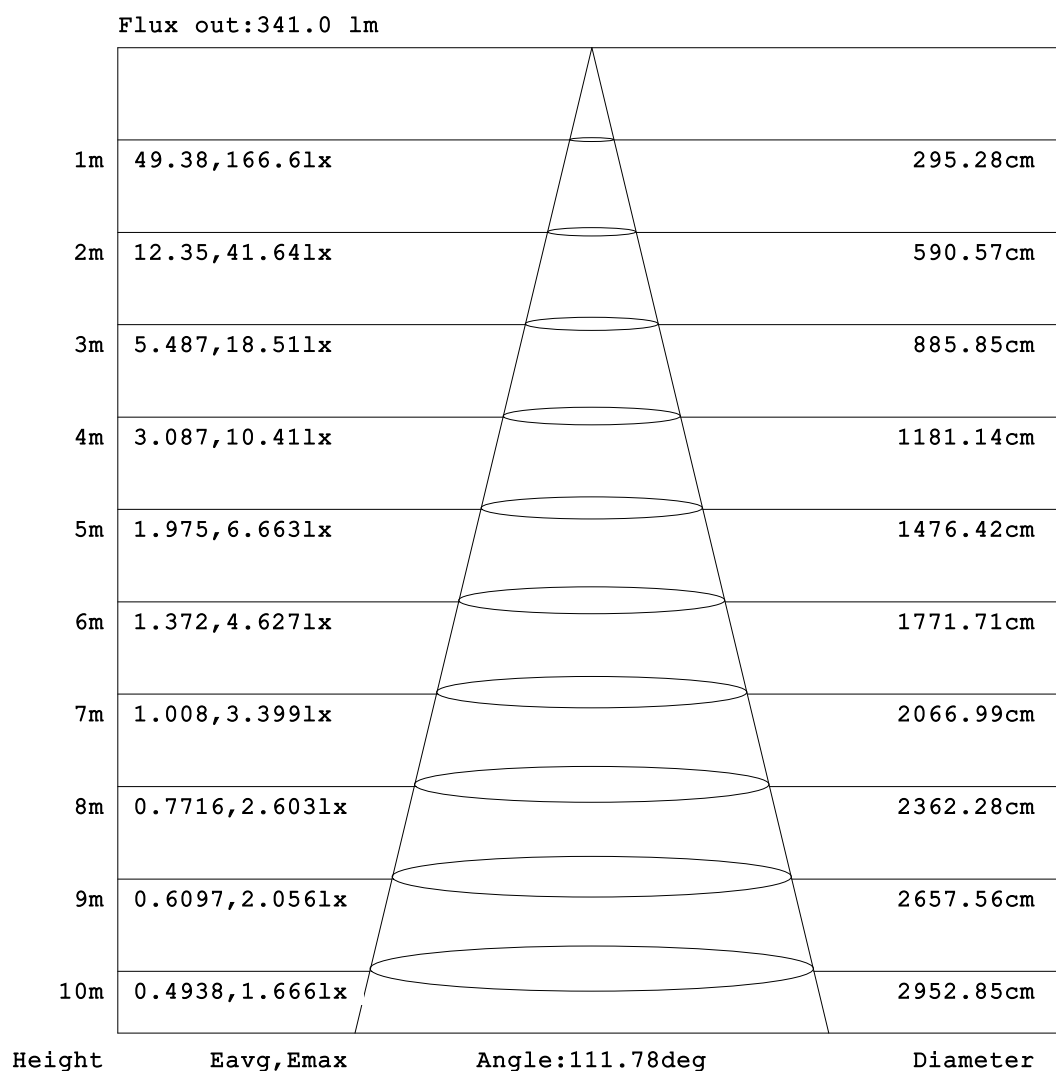 Flux out:341.0 lm
1m 49.38,166.6lx 295.28cm
2m 12.35,41.64lx 590.57cm
3m 5.487,18.51lx 885.85cm
4m 3.087,10.41lx 1181.14cm
5m 1.975,6.663lx 1476.42cm
6m 1.372,4.627lx 1771.71cm
7m 1.008,3.399lx 2066.99cm
8m 0.7716,2.603lx 2362.28cm
9m 0.6097,2.056lx 2657.56cm
10m 0.4938,1.666lx 2952.85cm
Height Eavg,Emax Angle:111.78deg Diameter